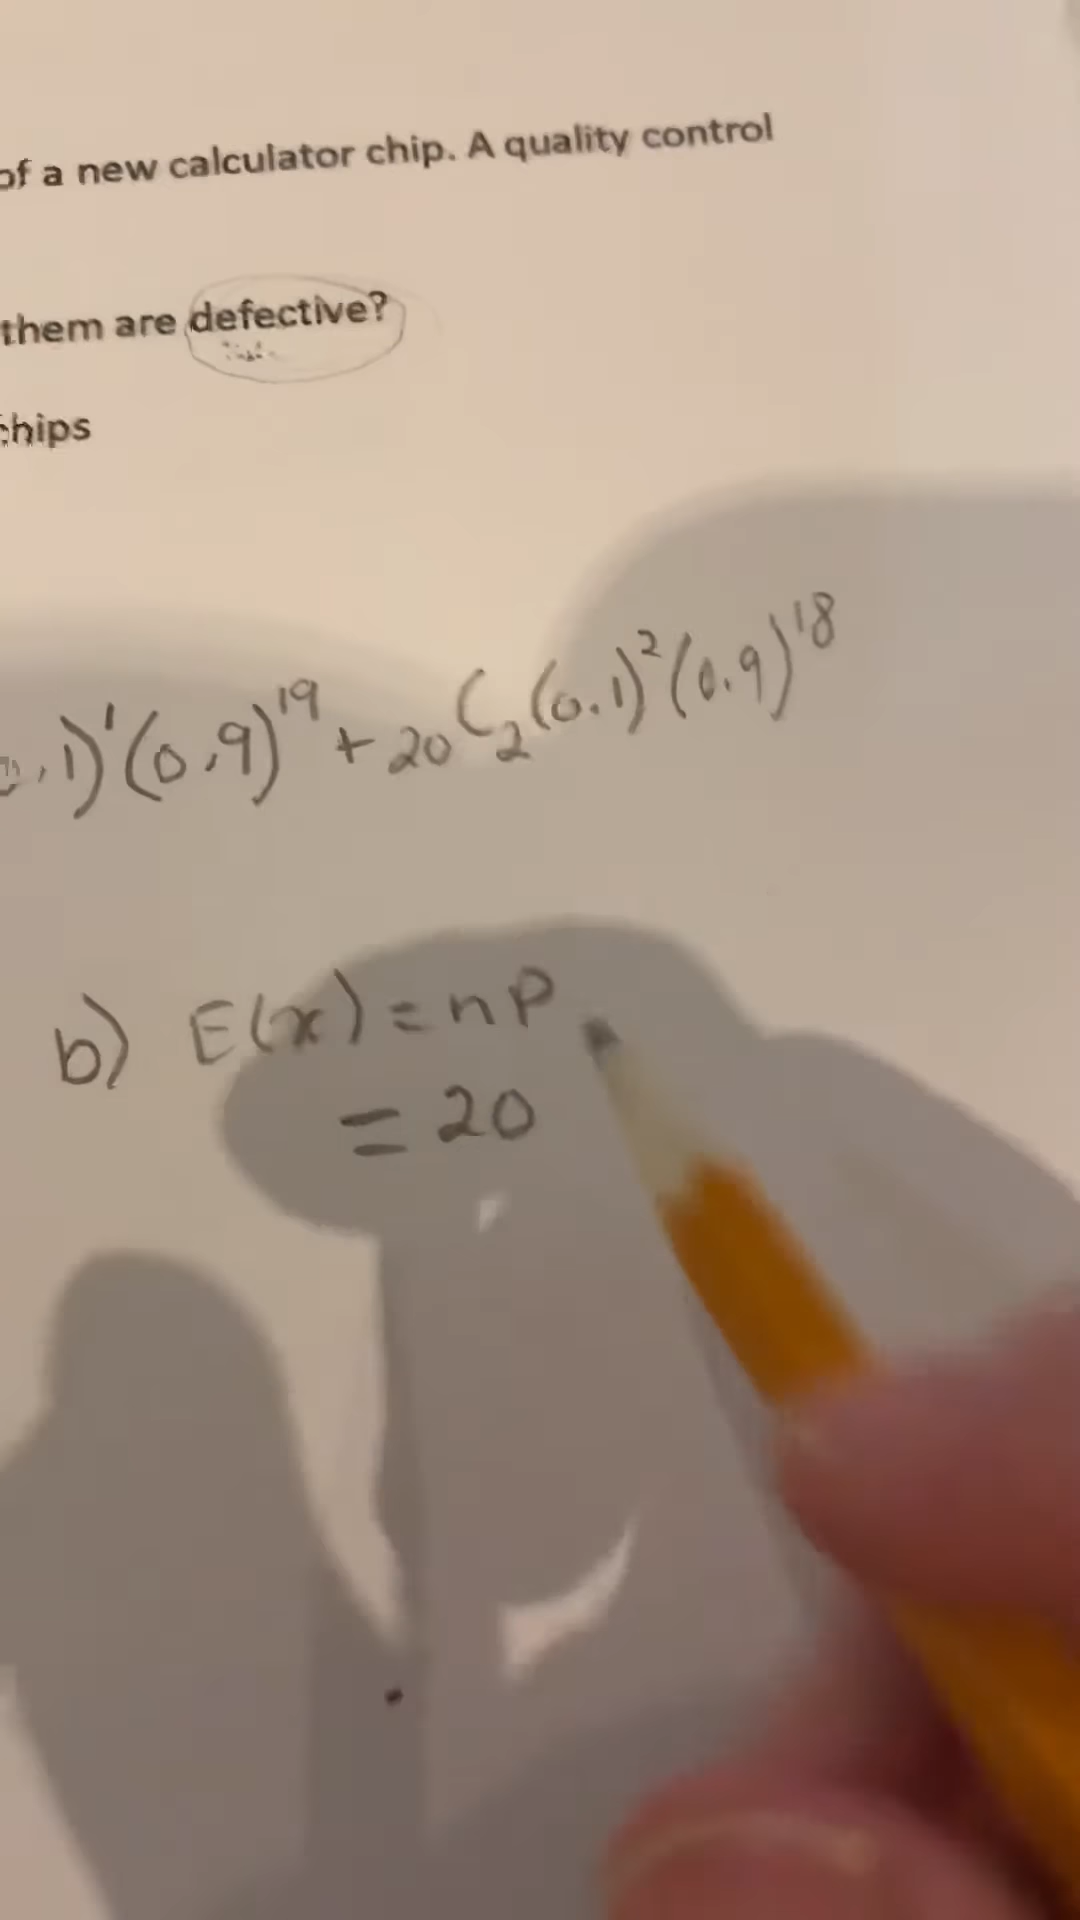 of a new calculator chip. A quality control
them are defective?
chips
.1)¹(0.9)¹⁹ + ₂₀C₂(0.1)²(0.9)¹⁸
b) E(x) = np
= 20